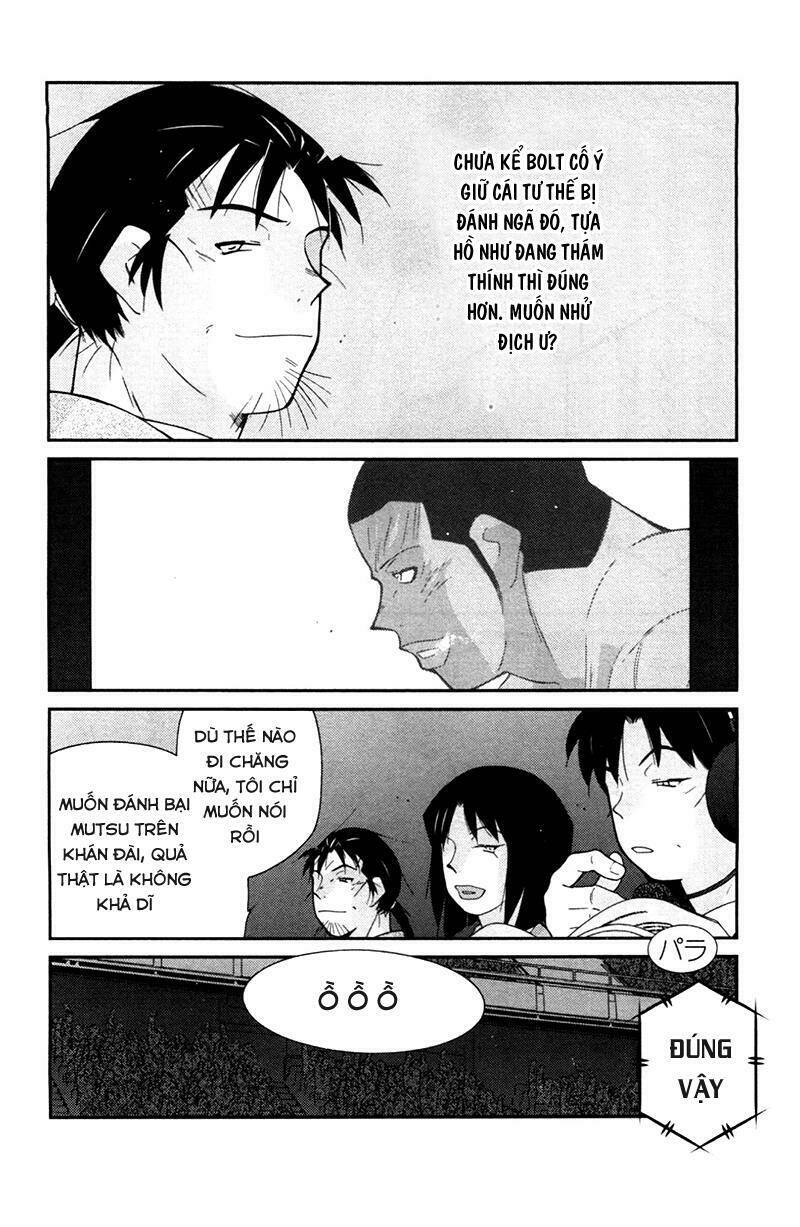 CHƯA KỂ BOLT CỐ Ý
GIỮ CÁI TƯ THẾ BỊ
ĐÁNH NGÃ ĐÓ, TỰA
HỒ NHƯ ĐANG THÁM
THÍNH THÌ ĐÚNG
HƠN. MUỐN NHỬ
ĐỊCH Ư?
DÙ THẾ NÀO
ĐI CHĂNG
NỮA, TÔI CHỈ
MUỐN NÓI
RỒI
MUỐN ĐÁNH BẠI
MUTSU TRÊN
KHÁN ĐÀI, QUẢ
THẬT LÀ KHÔNG
KHẢ DĨ
パラ
Ồ Ồ Ồ
ĐÚNG
VẬY